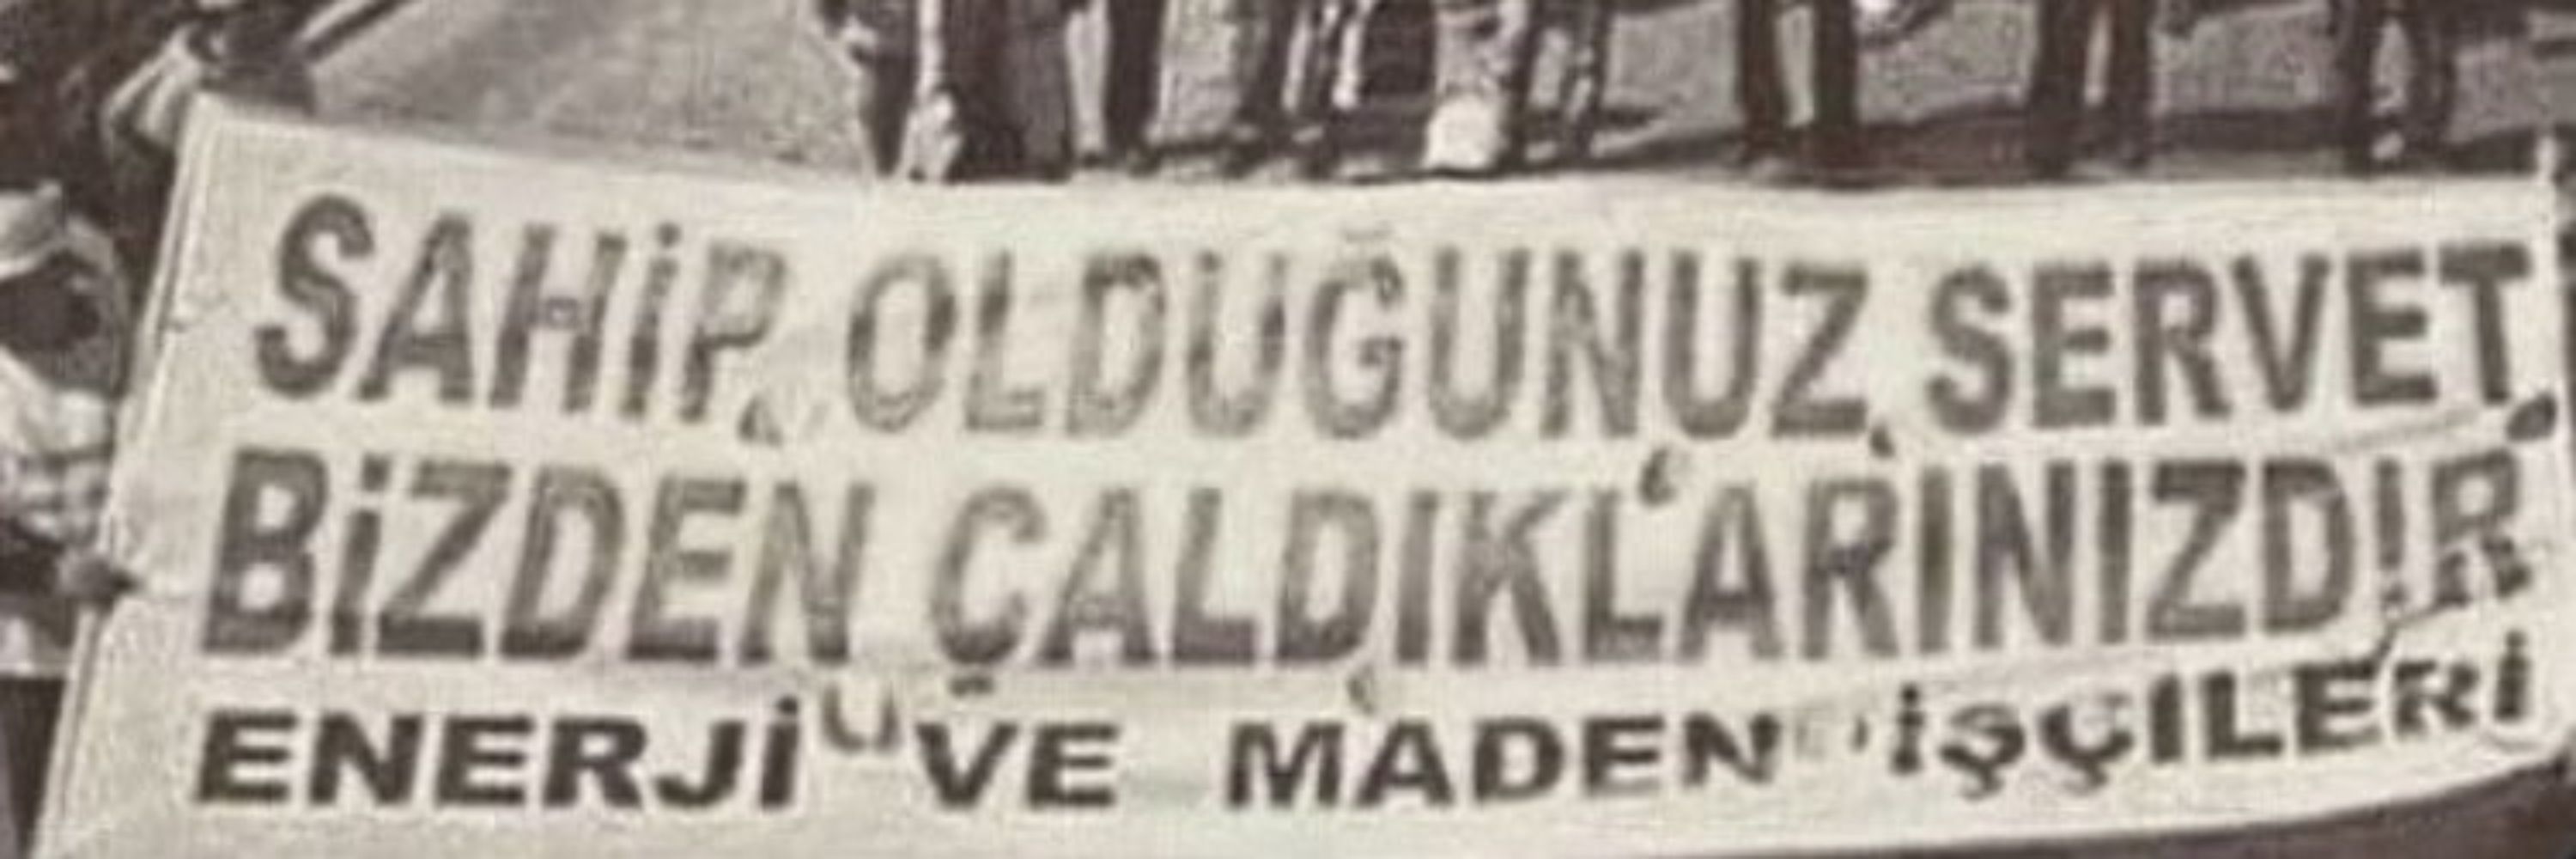 SAHİP OLDUĞUNUZ SERVET
BİZDEN ÇALDIKLARINIZDIR
ENERJİ VE MADEN İŞÇİLERİ